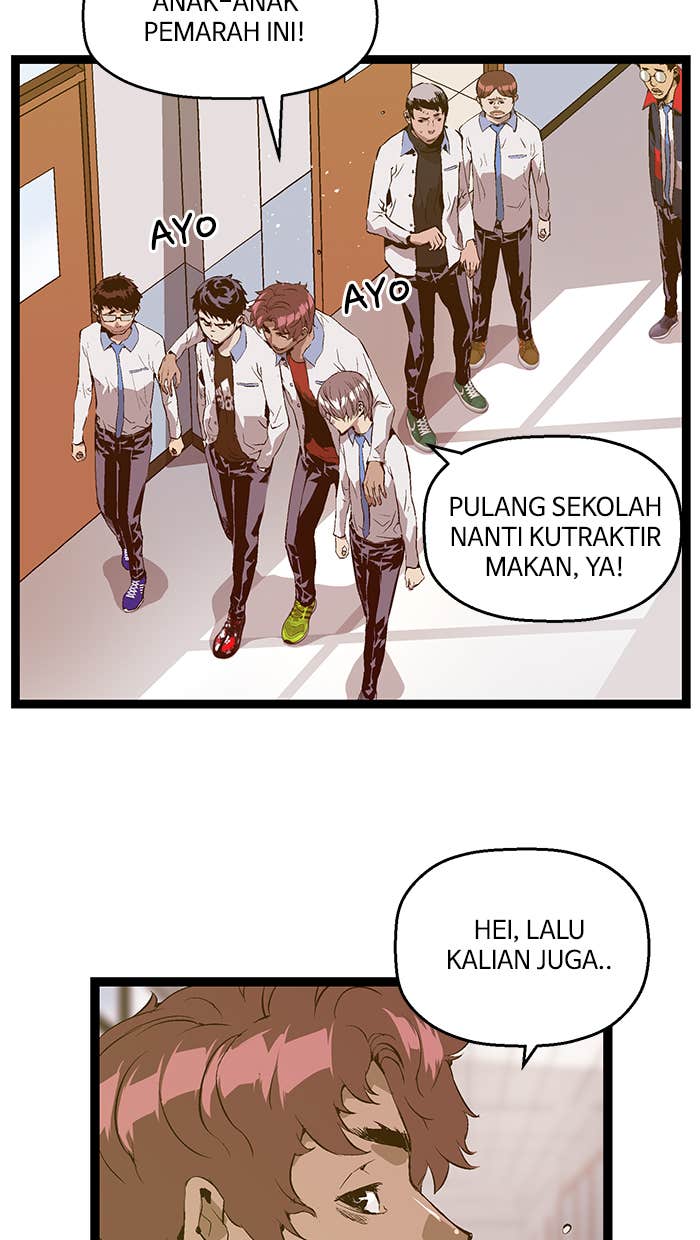 ANAK-ANAK
PEMARAH INI!
AYO
AYO
PULANG SEKOLAH
NANTI KUTRAKTIR
MAKAN, YA!
HEI, LALU
KALIAN JUGA..